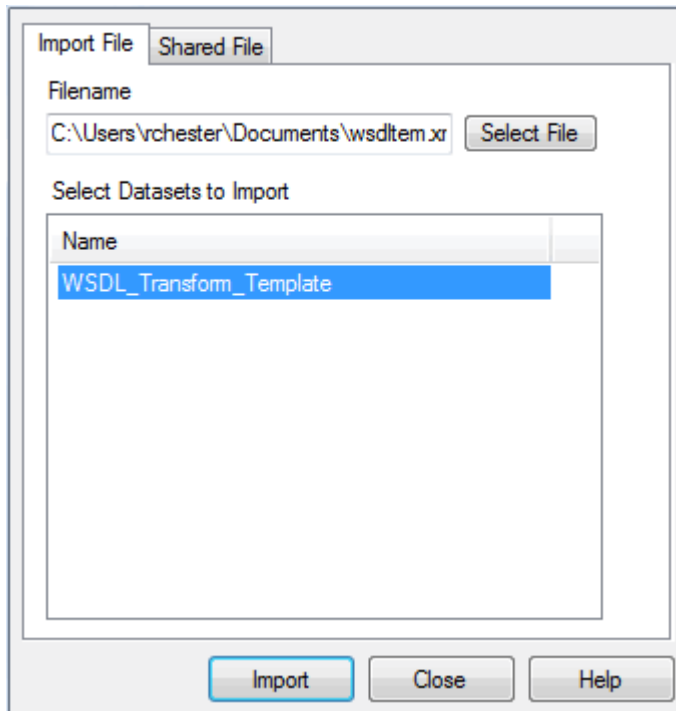 Import File
Shared File
Filename
C:\Users\rchester\Documents\wsdltem.xr
Select File
Select Datasets to Import
Name
WSDL_Transform_Template
Import
Close
Help